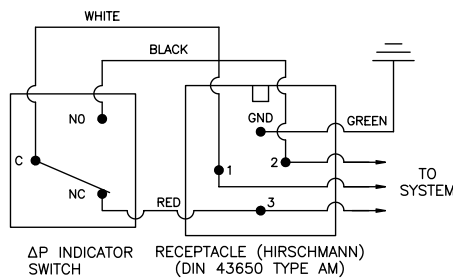 WHITE
BLACK
NO
GND
GREEN
C
1
2
TO
SYSTEM
NC
RED
3
ΔP INDICATOR
SWITCH
RECEPTACLE (HIRSCHMANN)
(DIN 43650 TYPE AM)